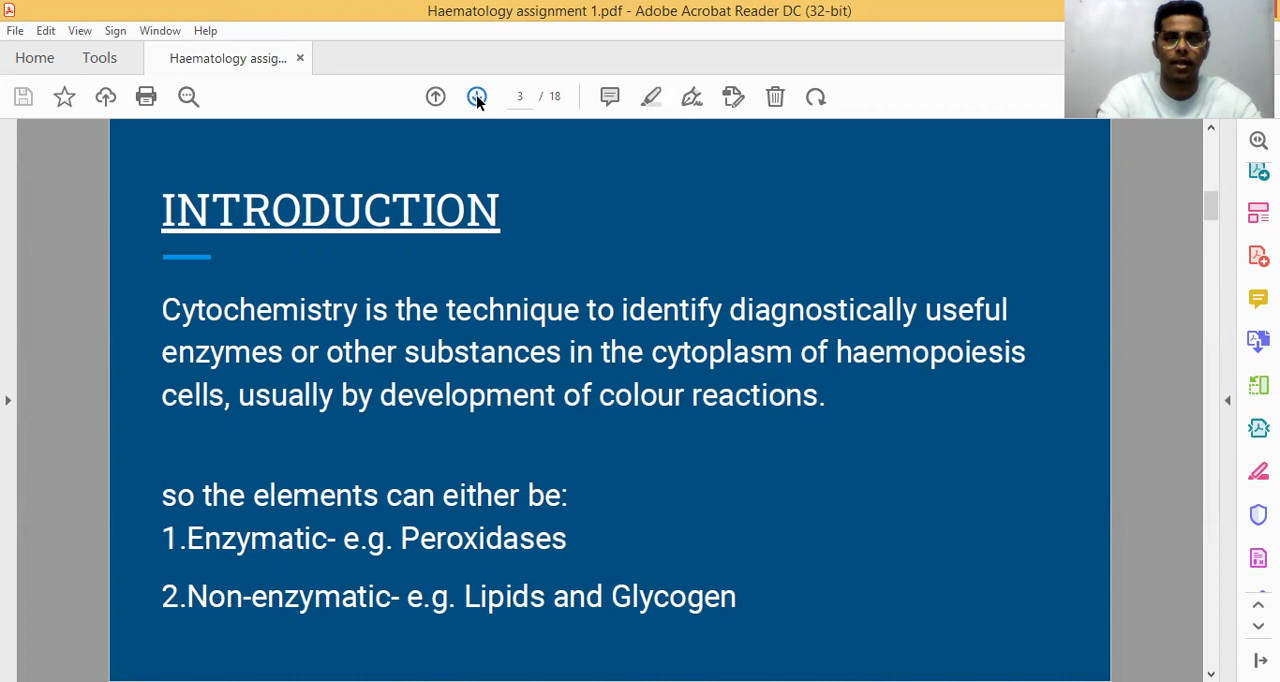 Haematology assignment 1.pdf - Adobe Acrobat Reader DC (32-bit)
File Edit View Sign Window Help
Home Tools Haematology assig... ×
3 / 18
INTRODUCTION
Cytochemistry is the technique to identify diagnostically useful
enzymes or other substances in the cytoplasm of haemopoiesis
cells, usually by development of colour reactions.
so the elements can either be:
1.Enzymatic- e.g. Peroxidases
2.Non-enzymatic- e.g. Lipids and Glycogen